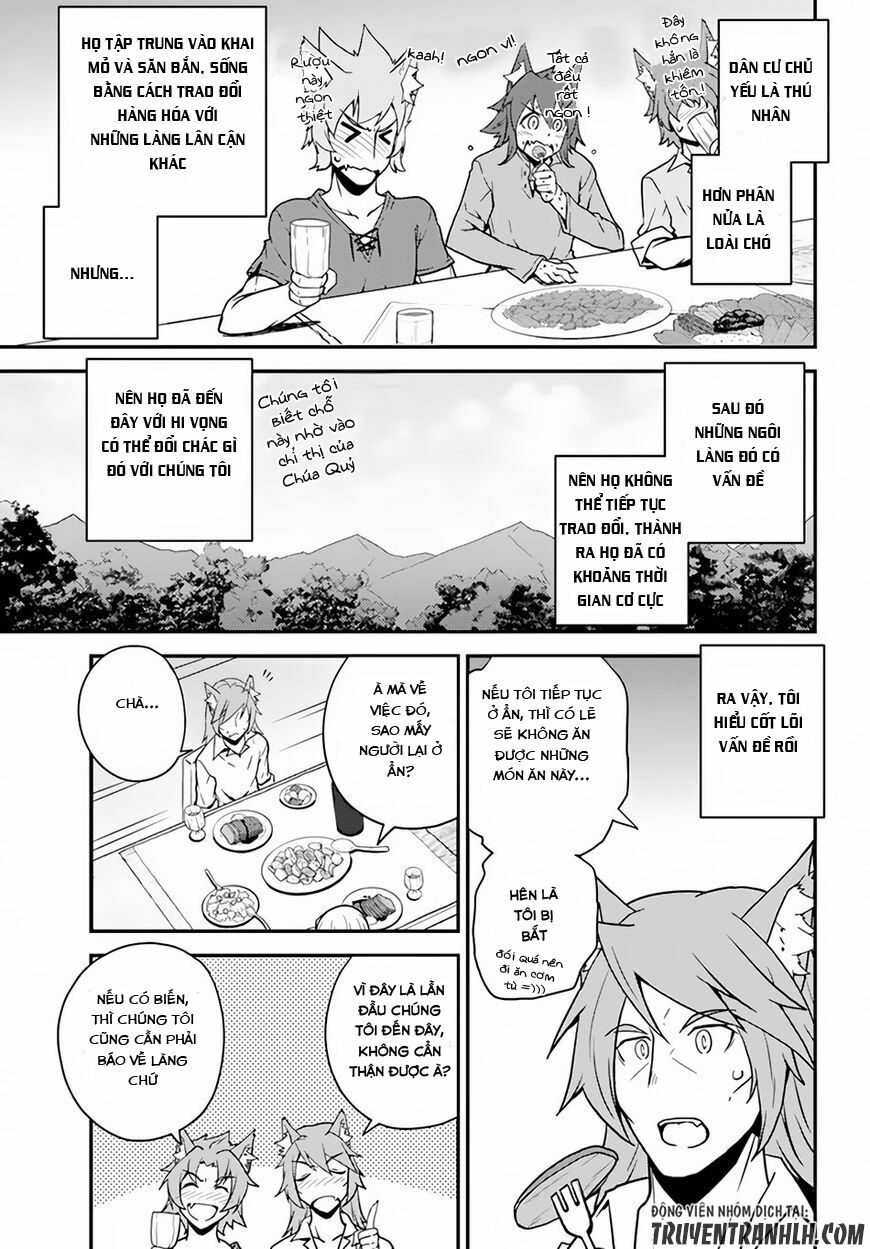 DÂN CƯ CHỦ
YẾU LÀ THÚ
NHÂN
HƠN PHÂN
NỬA LÀ
LOÀI CHÓ
Đây
không
hẳn là
khiêm
tốn!
Tất cả
đều
rất
ngon!
ngon vl!
kaah!
Rượu
này
ngon
thiệt
HỌ TẬP TRUNG VÀO KHAI
MỎ VÀ SĂN BẮN, SỐNG
BẰNG CÁCH TRAO ĐỔI
HÀNG HÓA VỚI
NHỮNG LÀNG LÂN CẬN
KHÁC
NHƯNG...
SAU ĐÓ
NHỮNG NGÔI
LÀNG ĐÓ CÓ
VẤN ĐỀ
NÊN HỌ KHÔNG
THỂ TIẾP TỤC
TRAO ĐỔI, THÀNH
RA HỌ ĐÃ CÓ
KHOẢNG THỜI
GIAN CƠ CỰC
Chúng tôi
biết chỗ
này nhờ vào
chỉ thị của
Chúa Quỷ
NÊN HỌ ĐÃ ĐẾN
ĐÂY VỚI HI VỌNG
CÓ THỂ ĐỔI CHÁC GÌ
ĐÓ VỚI CHÚNG TÔI
RA VẬY, TÔI
HIỂU CỐT LÕI
VẤN ĐỀ RỒI
NẾU TÔI TIẾP TỤC
Ở ẨN, THÌ CÓ LẼ
SẼ KHÔNG ĂN
ĐƯỢC NHỮNG
MÓN ĂN NÀY...
HÊN LÀ
TÔI BỊ
BẮT
đói quá nên
đi ăn cơm
tù =)))
À MÀ VỀ
VIỆC ĐÓ,
SAO MẤY
NGƯỜI LẠI Ở
ẨN?
CHÀ...
VÌ ĐÂY LÀ LẦN
ĐẦU CHÚNG
TÔI ĐẾN ĐÂY,
KHÔNG CẨN
THẬN ĐƯỢC À?
NẾU CÓ BIẾN,
THÌ CHÚNG TÔI
CŨNG CẦN PHẢI
BÁO VỀ LÀNG
CHỨ
ĐỘNG VIÊN NHÓM DỊCH TẠI:
TRUYENTRANHLH.COM